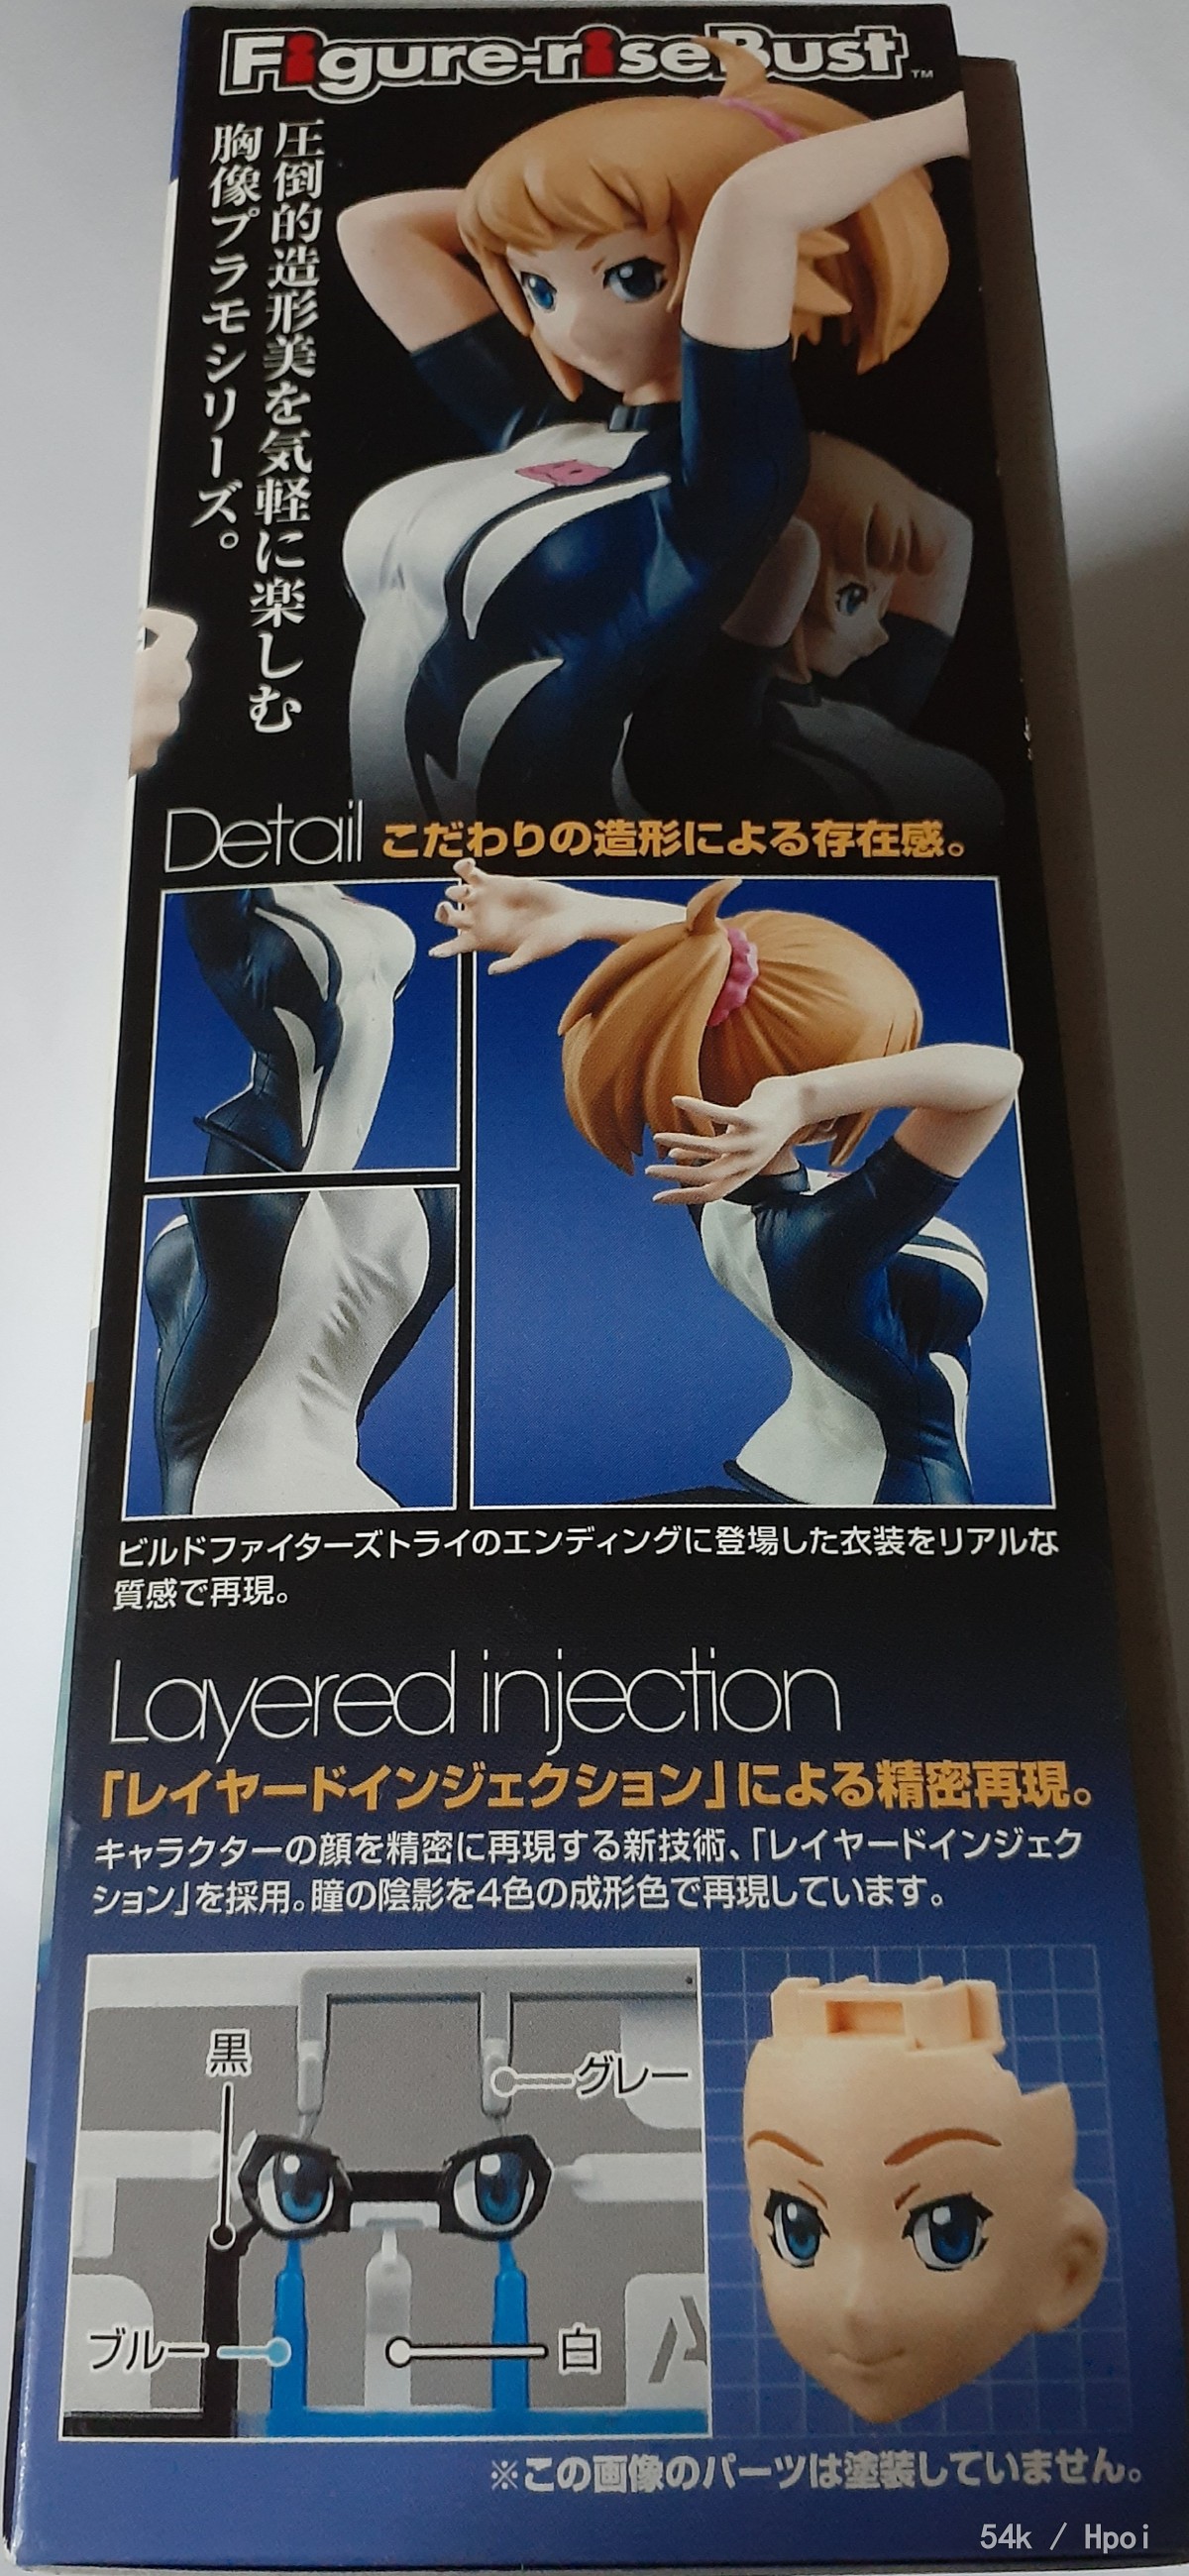 Figure-riseBust™
圧倒的造形美を気軽に楽しむ
胸像プラモシリーズ。
Detail こだわりの造形による存在感。
ビルドファイターズトライのエンディングに登場した衣装をリアルな
質感で再現。
Layered injection
「レイヤードインジェクション」による精密再現。
キャラクターの顔を精密に再現する新技術、「レイヤードインジェク
ション」を採用。瞳の陰影を4色の成形色で再現しています。
黒
グレー
ブルー
白
A
※この画像のパーツは塗装していません。
54k / Hpoi